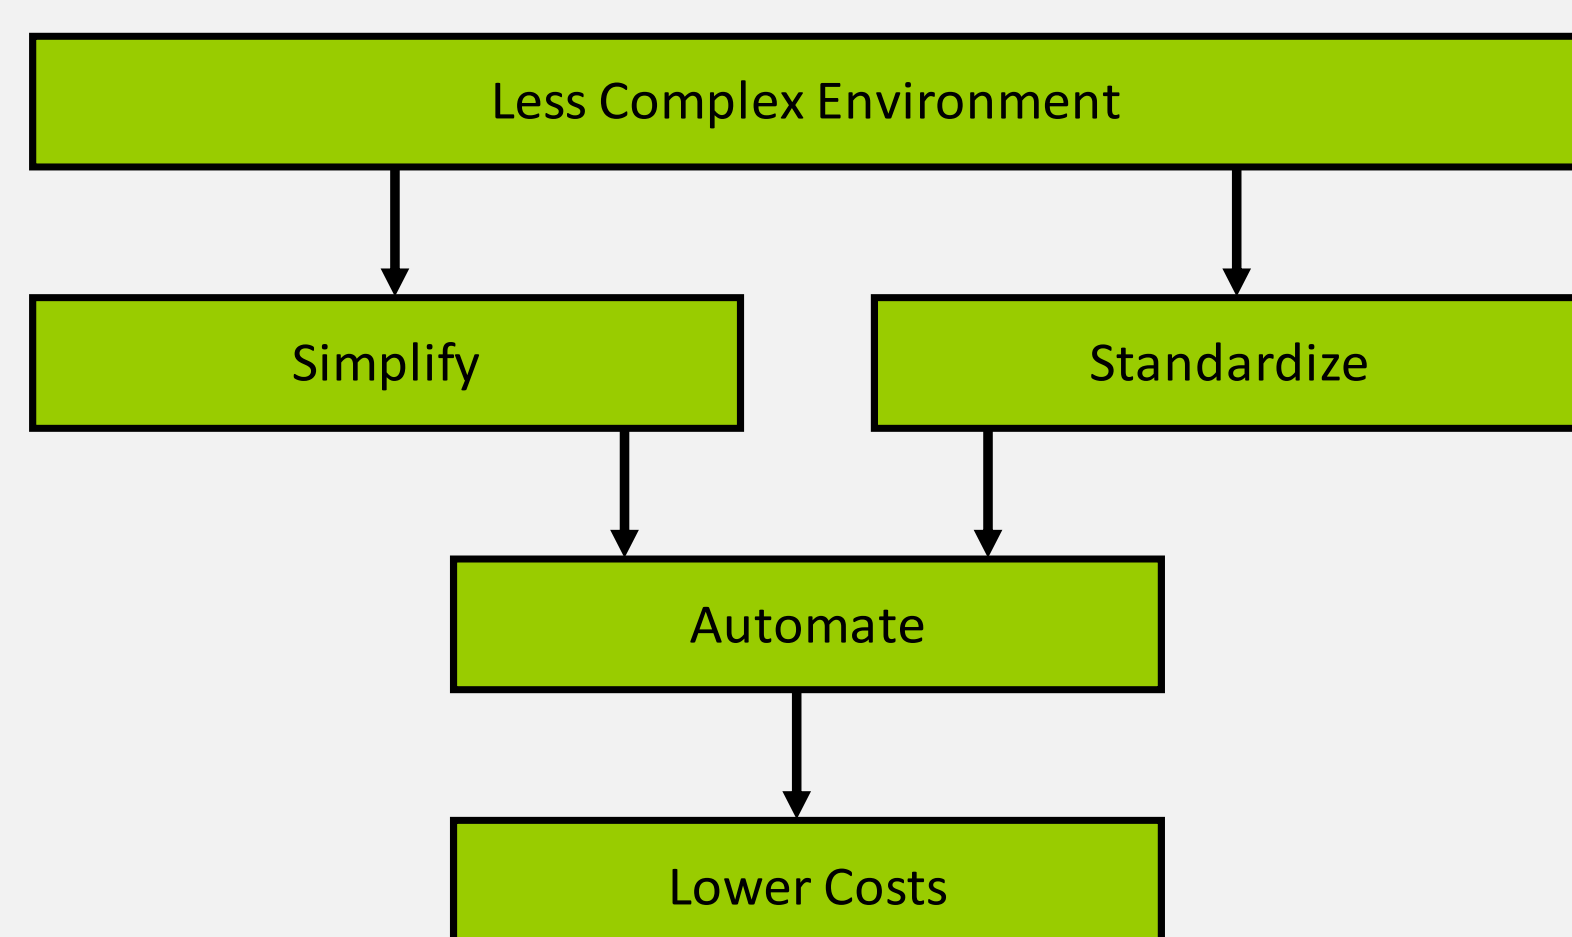 Less Complex Environment
Simplify
Standardize
Automate
Lower Costs